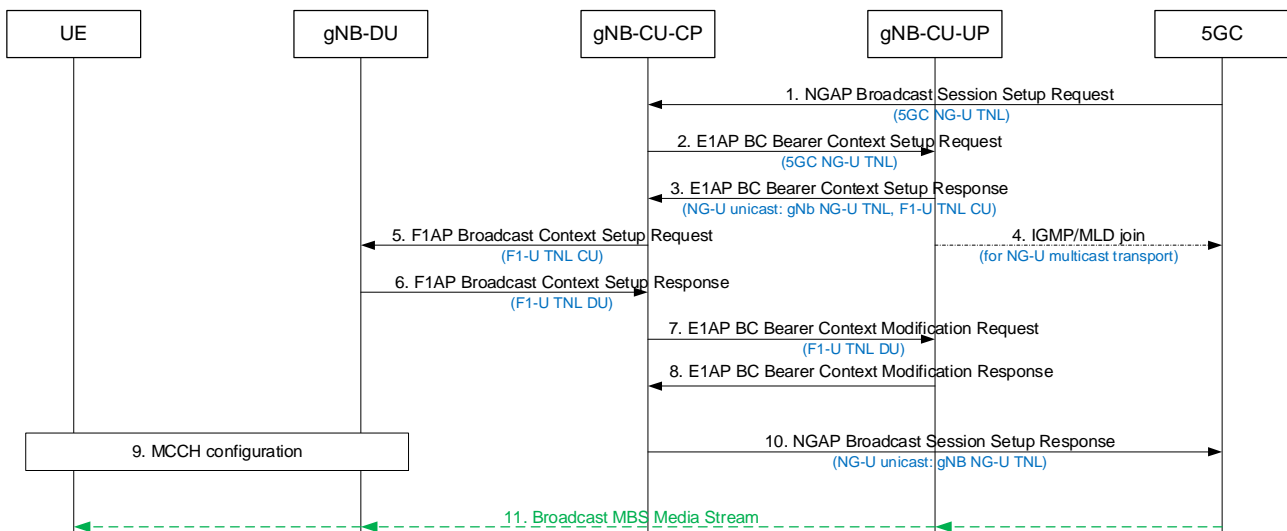 UE
gNB-DU
gNB-CU-CP
gNB-CU-UP
5GC
1. NGAP Broadcast Session Setup Request
(5GC NG-U TNL)
2. E1AP BC Bearer Context Setup Request
(5GC NG-U TNL)
3. E1AP BC Bearer Context Setup Response
(NG-U unicast: gNb NG-U TNL, F1-U TNL CU)
5. F1AP Broadcast Context Setup Request
(F1-U TNL CU)
4. IGMP/MLD join
(for NG-U multicast transport)
6. F1AP Broadcast Context Setup Response
(F1-U TNL DU)
7. E1AP BC Bearer Context Modification Request
(F1-U TNL DU)
8. E1AP BC Bearer Context Modification Response
9. MCCH configuration
10. NGAP Broadcast Session Setup Response
(NG-U unicast: gNB NG-U TNL)
11. Broadcast MBS Media Stream